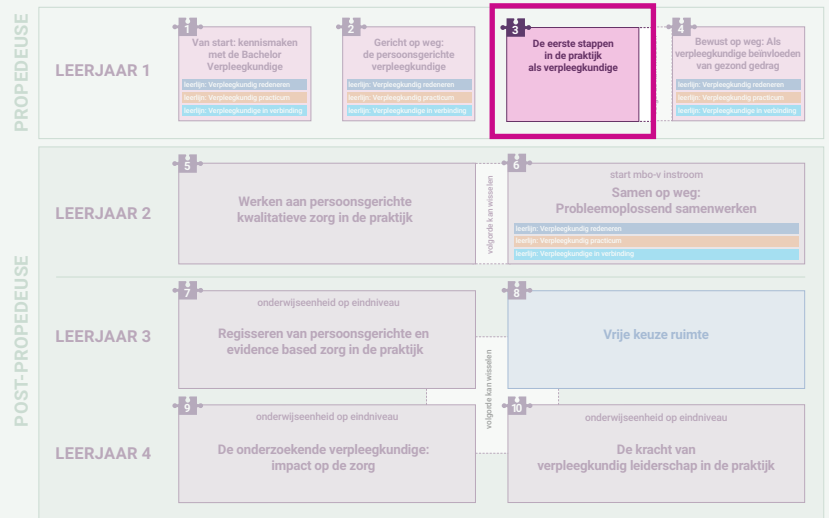 PROPEDEUSE
LEERJAAR 1
1
Van start: kennismaken
met de Bachelor
Verpleegkunde
leerlijn: Verpleegkundig redeneren
leerlijn: Verpleegkundig practicum
leerlijn: Verpleegkundige in verbinding
2
Gericht op weg:
de persoonsgerichte
verpleegkundige
leerlijn: Verpleegkundig redeneren
leerlijn: Verpleegkundig practicum
leerlijn: Verpleegkundige in verbinding
3
De eerste stappen
in de praktijk
als verpleegkundige
4
Bewust op weg: Als
verpleegkundige beïnvloeden
van gezond gedrag
leerlijn: Verpleegkundig redeneren
leerlijn: Verpleegkundig practicum
leerlijn: Verpleegkundige in verbinding
POST-PROPEDEUSE
LEERJAAR 2
5
Werken aan persoonsgerichte
kwalitatieve zorg in de praktijk
volgorde kan wisselen
6
start mbo-v instroom
Samen op weg:
Probleemoplossend samenwerken
leerlijn: Verpleegkundig redeneren
leerlijn: Verpleegkundig practicum
leerlijn: Verpleegkundige in verbinding
LEERJAAR 3
7
onderwijseenheid op eindniveau
Regisseren van persoonsgerichte en
evidence based zorg in de praktijk
8
Vrije keuze ruimte
volgorde kan wisselen
LEERJAAR 4
9
onderwijseenheid op eindniveau
De onderzoekende verpleegkundige:
impact op de zorg
10
onderwijseenheid op eindniveau
De kracht van
verpleegkundig leiderschap in de praktijk